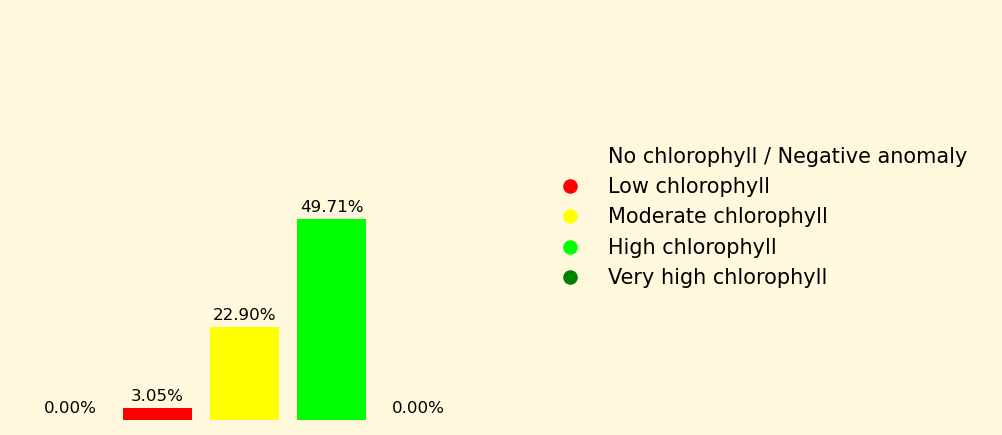 0.00%
3.05%
22.90%
49.71%
0.00%
No chlorophyll / Negative anomaly
Low chlorophyll
Moderate chlorophyll
High chlorophyll
Very high chlorophyll